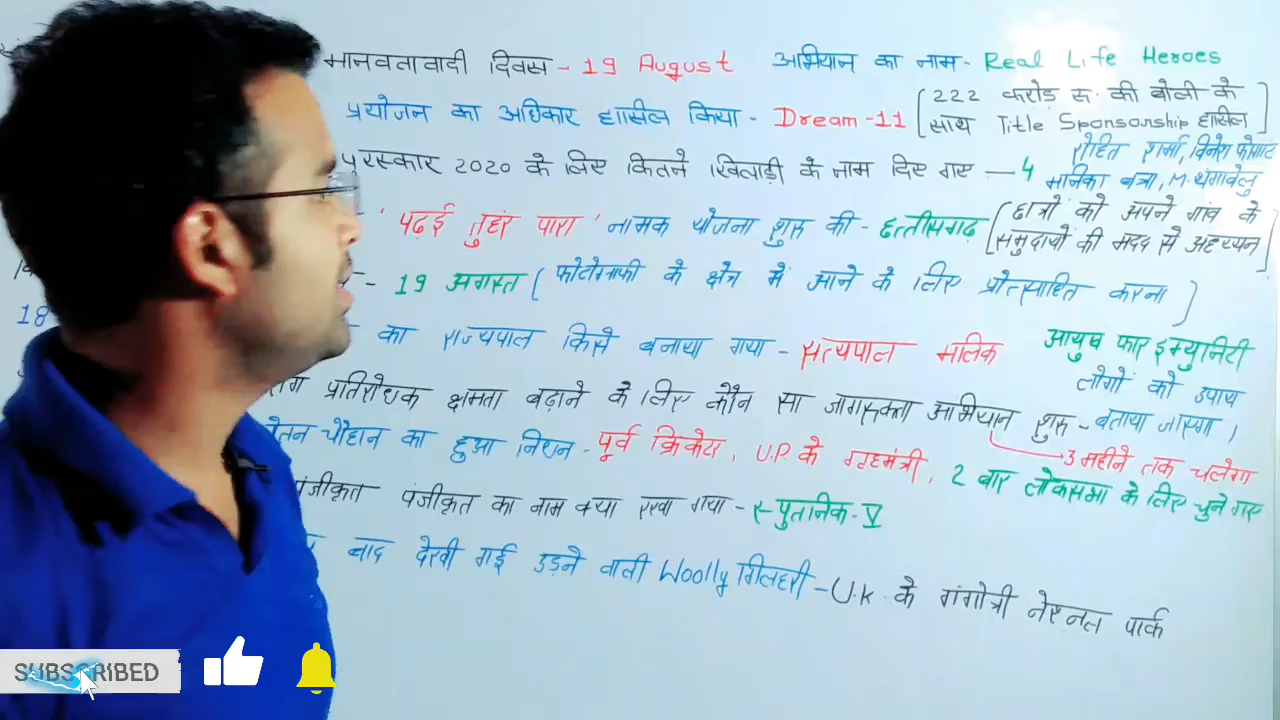 मानवतावादी दिवस - 19 August अभियान का नाम - Real Life Heroes
प्रयोजन का अधिकार हासिल किया - Dream-11 [222 करोड़ रु. की बोली के
साथ Title Sponsorship हासिल]
पुरस्कार 2020 के लिए कितने खिलाड़ी के नाम दिए गए — 4 रोहित शर्मा, विनेश फोगाट
मानिका बत्रा, M. थंगावेलु
'पढ़ई तुहर पारा' नामक योजना शुरू की - छत्तीसगढ़ [छात्रों को अपने गांव के
समुदायों की मदद से अध्ययन]
- 19 अगस्त (फोटोग्राफी के क्षेत्र में आने के लिए प्रोत्साहित करना)
18 का राज्यपाल किसे बनाया गया - सत्यपाल मलिक आयुष फार इम्युनिटी
लोगों को उपाय
प्रतिरोधक क्षमता बढ़ाने के लिए कौन सा जागरूकता अभियान शुरू - बताया जाएगा,
3 महीने तक चलेगा
चेतन चौहान का हुआ निधन - पूर्व क्रिकेटर, U.P. के गृहमंत्री, 2 बार लोकसभा के लिए चुने गए
पंजीकृत का नाम क्या रखा गया - स्पुतनिक-V
बाद देखी गई उड़ने वाली Woolly गिलहरी - U.K. के गंगोत्री नेशनल पार्क
SUBSCRIBED